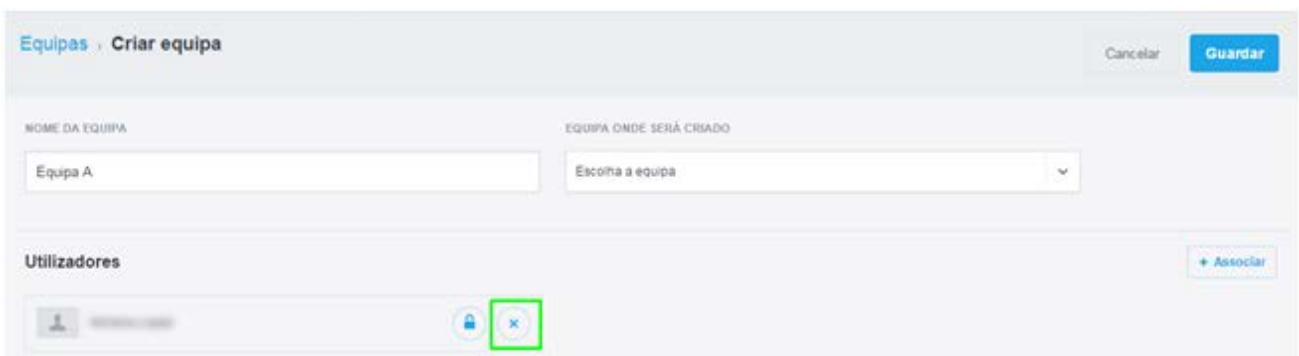 Equipas › Criar equipa
Cancelar
Guardar
NOME DA EQUIPA
EQUIPA ONDE SERÁ CRIADO
Equipa A
Escolha a equipa
Utilizadores
+ Associar